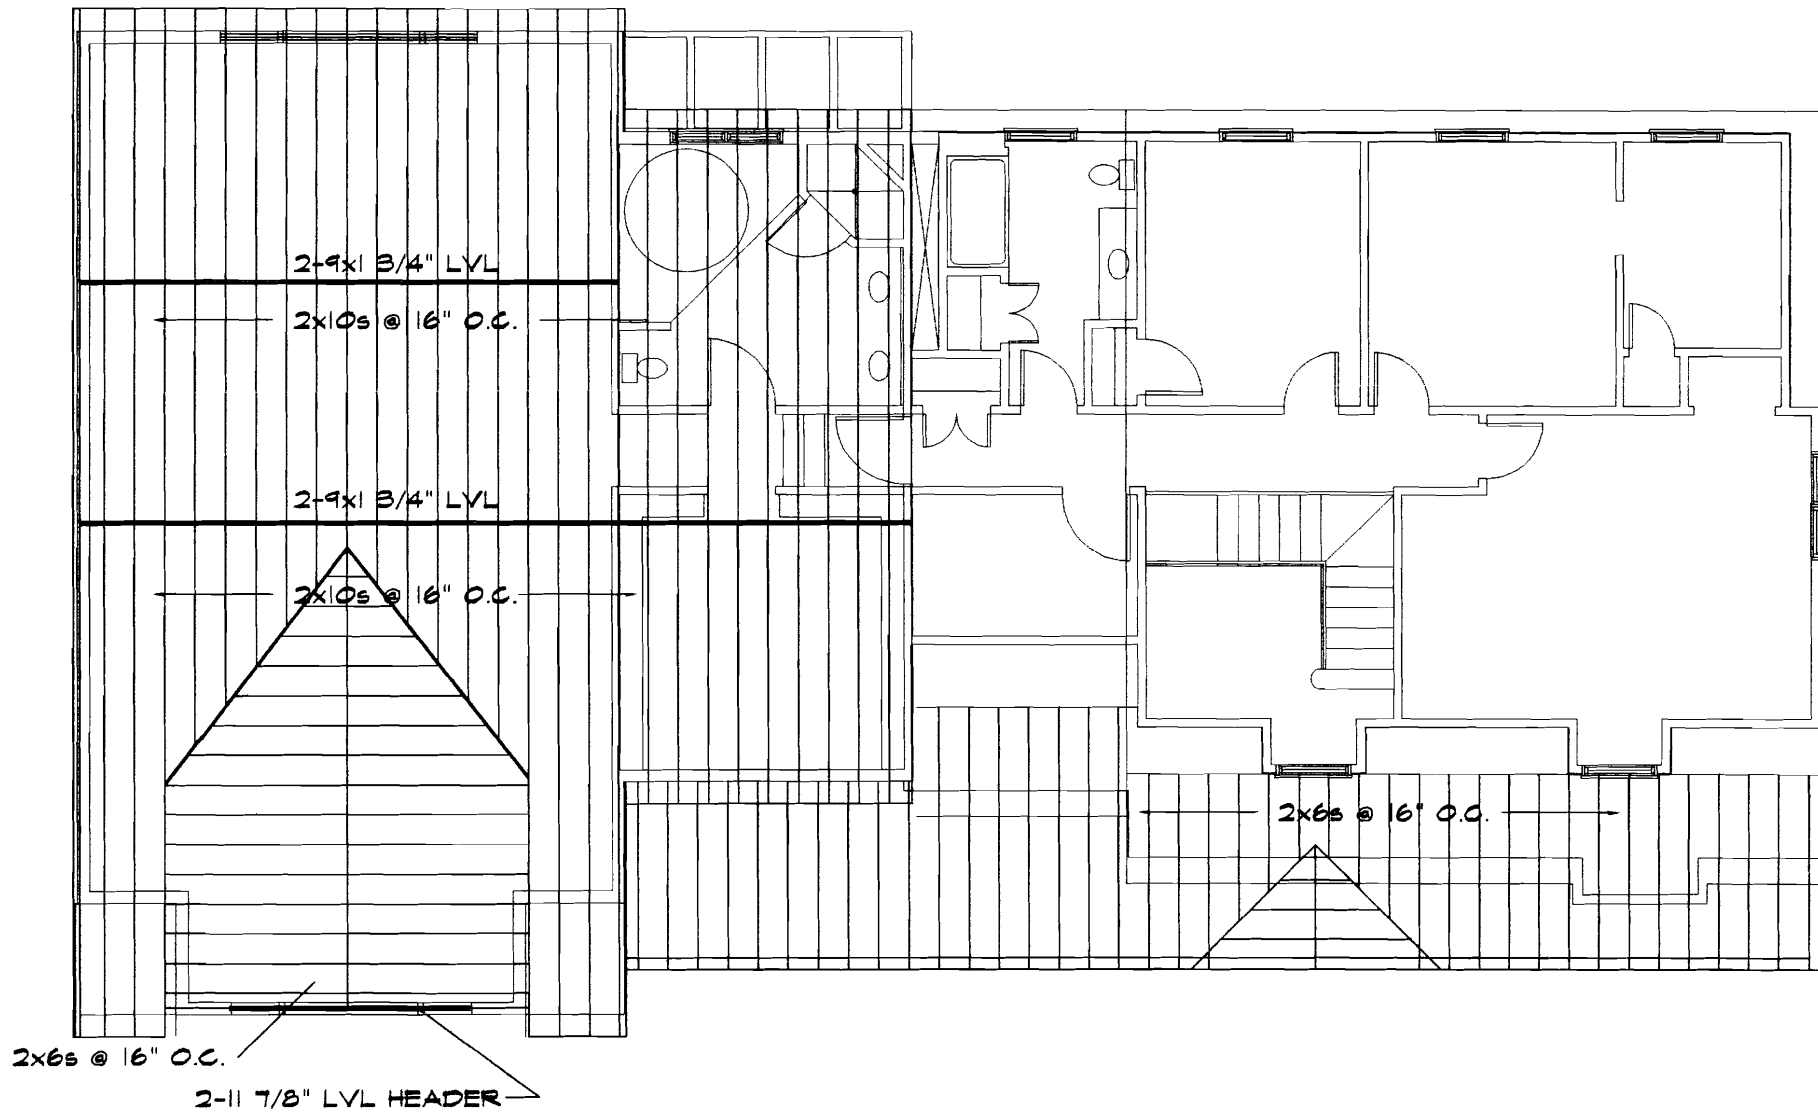 2-9x1 3/4" LVL
2x10s @ 16" O.C.
2-9x1 3/4" LVL
2x10s @ 16" O.C.
2x6s @ 16" O.C.
2x6s @ 16" O.C.
2-11 7/8" LVL HEADER